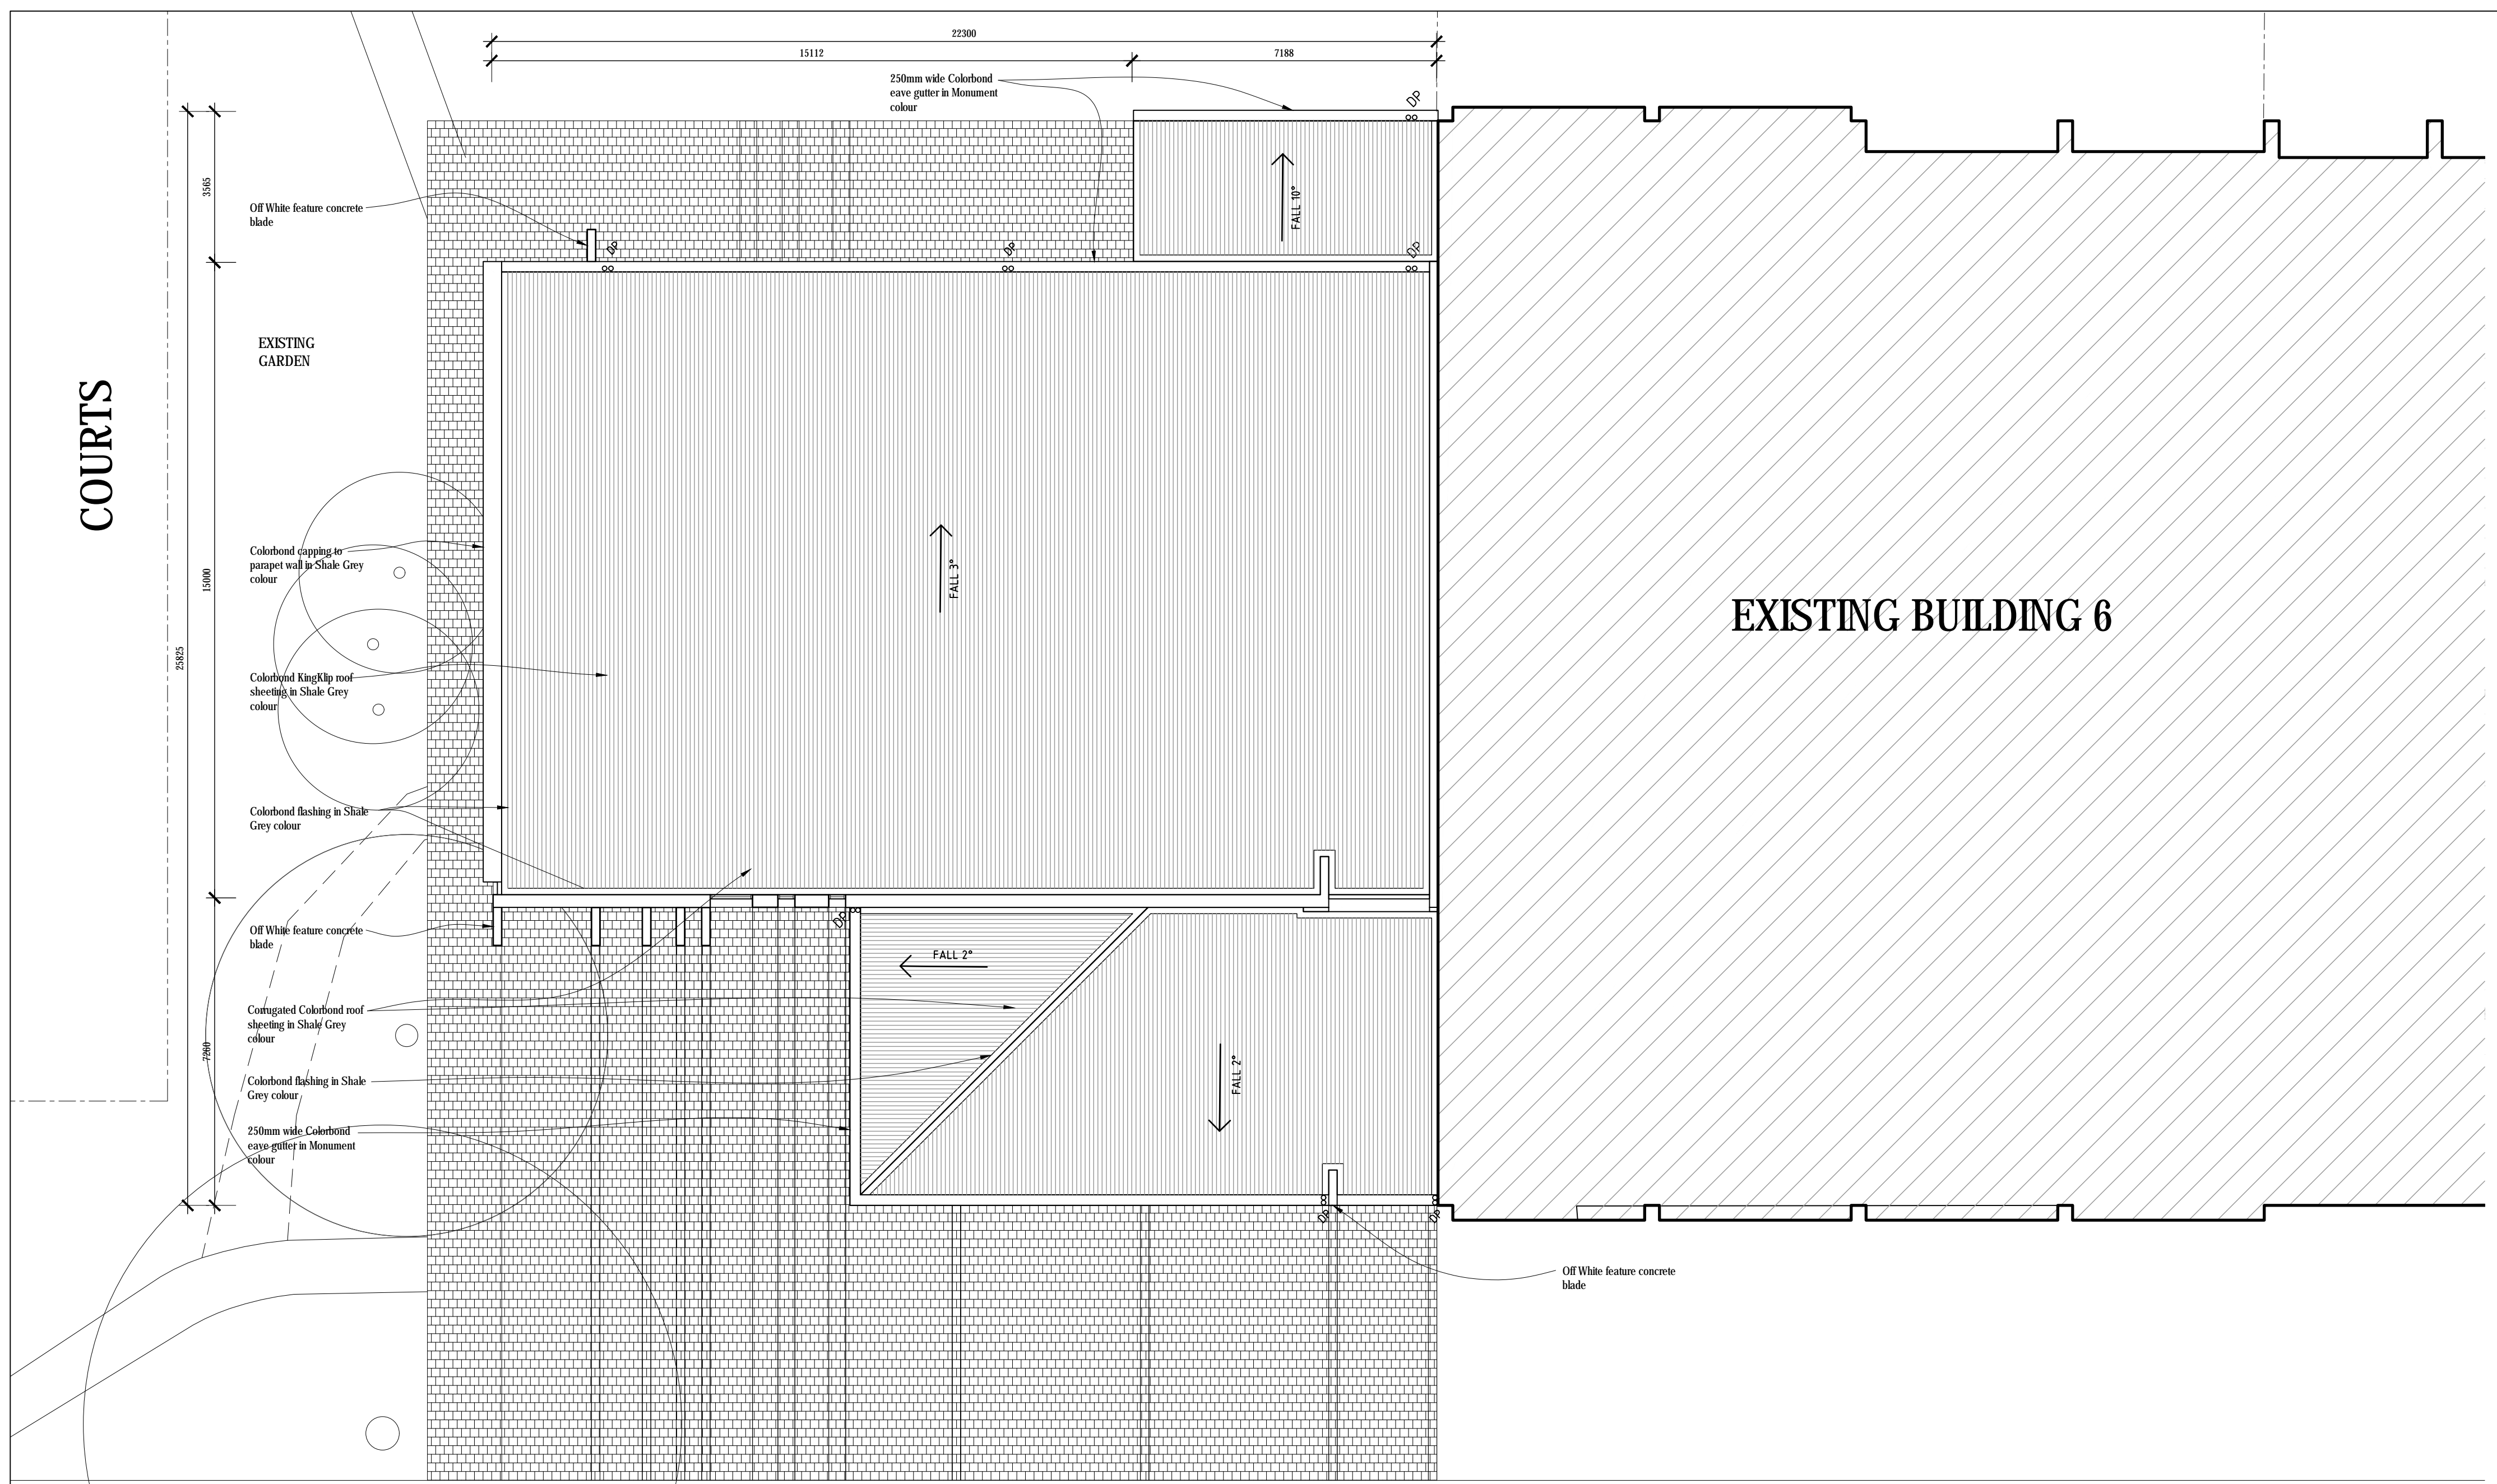 22300
15112
7188
250mm wide Colorbond
eave gutter in Monument
colour
DP
3565
Off White feature concrete
blade
FALL 10°
DP
DP
DP
EXISTING
GARDEN
COURTS
Colorbond capping to
parapet wall in Shale Grey
colour
15000
FALL 3°
EXISTING BUILDING 6
25825
Colorbond KingKlip roof
sheeting in Shale Grey
colour
Colorbond flashing in Shale
Grey colour
DP
Off White feature concrete
blade
FALL 2°
Corrugated Colorbond roof
sheeting in Shale Grey
colour
7260
FALL 2°
Colorbond flashing in Shale
Grey colour
250mm wide Colorbond
eave gutter in Monument
colour
DP
DP
Off White feature concrete
blade